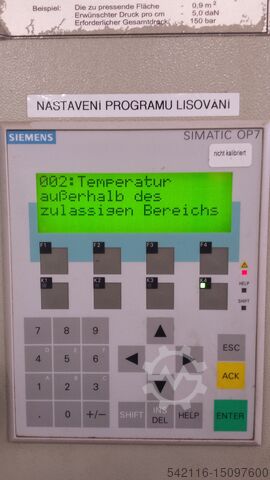 Beispiel: Die zu pressende Fläche 0,9 m²
Erwünschter Druck pro cm - 5,0 daN
Erforderlicher Gesamtdruck - 150 bar
NASTAVENÍ PROGRAMU LISOVÁNÍ
SIEMENS SIMATIC OP7
nicht kalibriert
002:Temperatur
außerhalb des
zulassigen Bereichs
F1 F2 F3 F4
K1 K2 K3 K4
HELP
SHIFT
7 8 9
4 5 6
1 2 3
. 0 +/-
D E F
A B C
ESC
ACK
SHIFT INS DEL HELP ENTER
542116-15097600